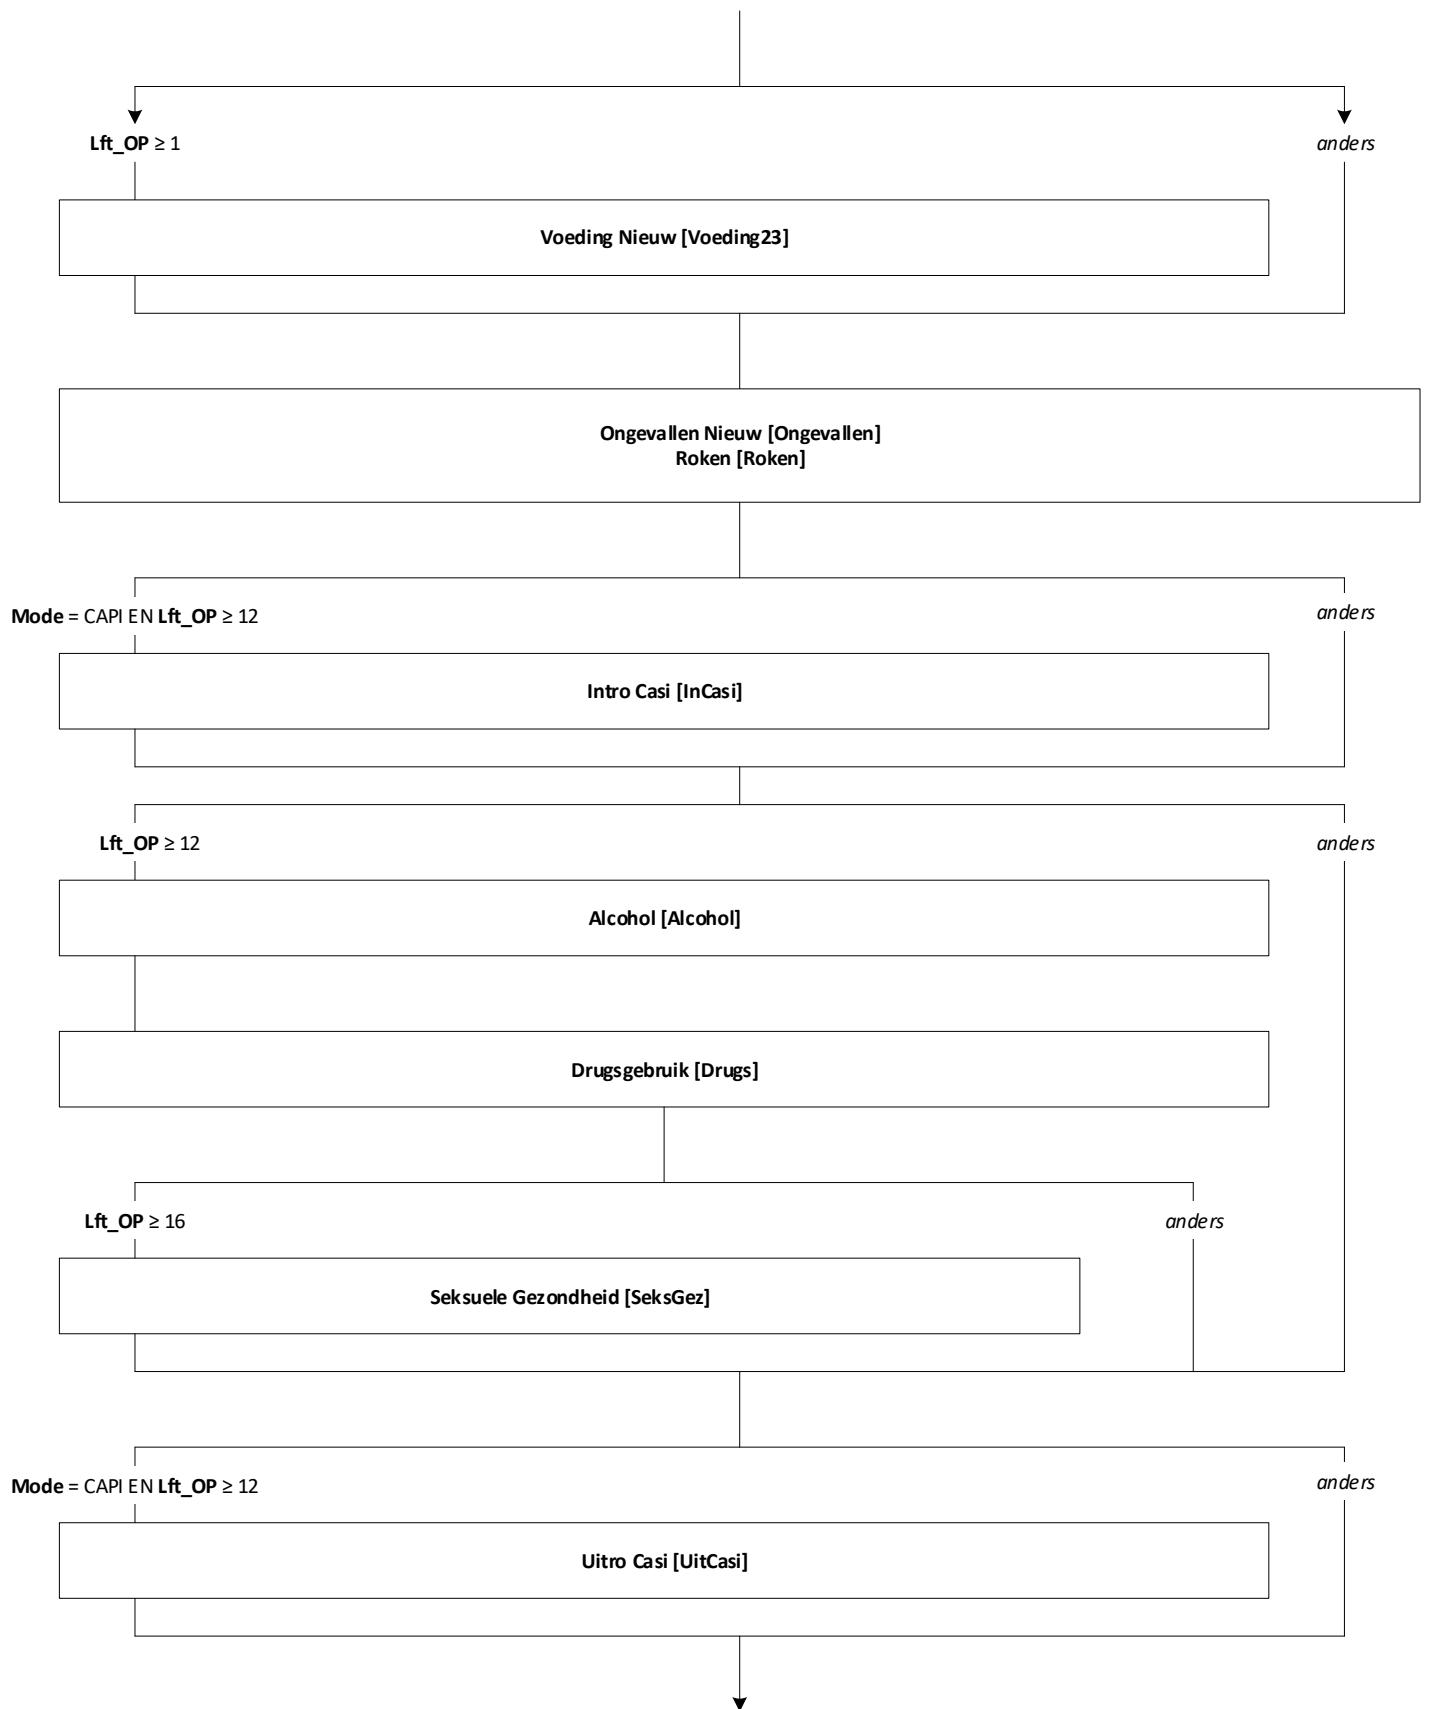 Lft_OP ≥ 1
anders
Voeding Nieuw [Voeding23]
Ongevallen Nieuw [Ongevallen]
Roken [Roken]
Mode = CAPI EN Lft_OP ≥ 12
anders
Intro Casi [InCasi]
Lft_OP ≥ 12
anders
Alcohol [Alcohol]
Drugsgebruik [Drugs]
Lft_OP ≥ 16
anders
Seksuele Gezondheid [SeksGez]
Mode = CAPI EN Lft_OP ≥ 12
anders
Uitro Casi [UitCasi]